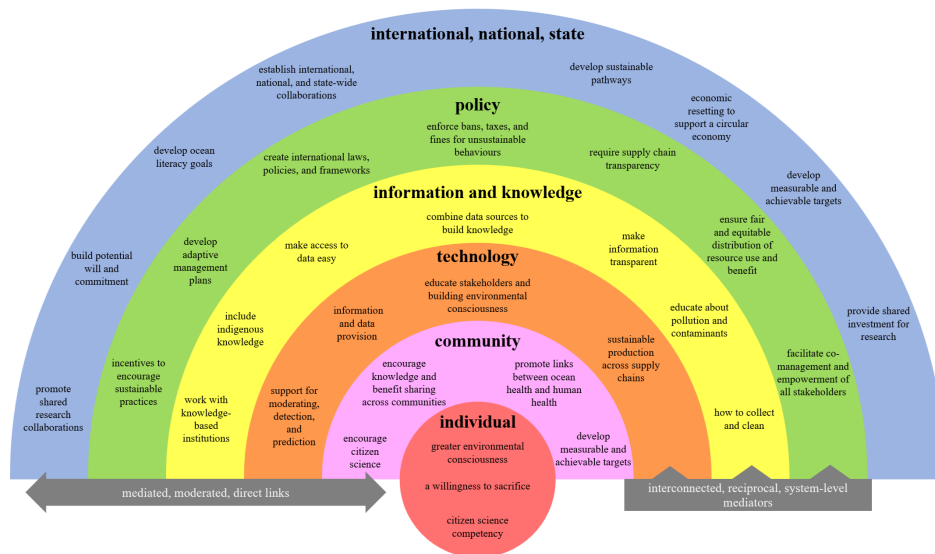 international, national, state
establish international,
national, and state-wide
collaborations
develop sustainable
pathways
economic
resetting to
support a circular
economy
develop ocean
literacy goals
develop
measurable and
achievable targets
build potential
will and
commitment
provide shared
investment for
research
promote
shared
research
collaborations
policy
enforce bans, taxes, and
fines for unsustainable
behaviours
create international laws,
policies, and frameworks
require supply chain
transparency
develop
adaptive
management
plans
ensure fair
and equitable
distribution of
resource use and
benefit
incentives to
encourage
sustainable
practices
facilitate co-
management and
empowerment of
all stakeholders
information and knowledge
combine data sources to
build knowledge
make access to
data easy
make
information
transparent
include
indigenous
knowledge
educate about
pollution and
contaminants
work with
knowledge-
based
institutions
how to collect
and clean
technology
educate stakeholders and
building environmental
consciousness
information
and data
provision
sustainable
production
across supply
chains
support for
moderating,
detection,
and
prediction
community
encourage
knowledge and
benefit sharing
across communities
promote links
between ocean
health and human
health
encourage
citizen
science
develop
measurable and
achievable targets
individual
greater environmental
consciousness
a willingness to sacrifice
citizen science
competency
mediated, moderated, direct links
interconnected, reciprocal, system-level
mediators